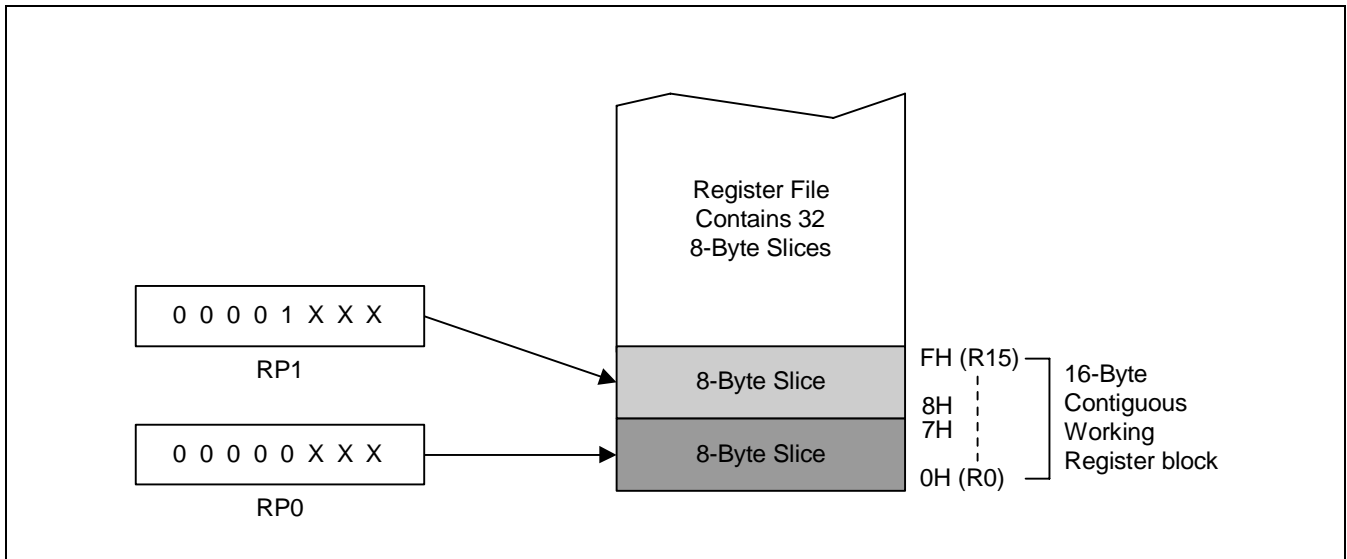 Register File
Contains 32
8-Byte Slices
0 0 0 0 1 X X X
RP1
8-Byte Slice
FH (R15)
8H
7H
16-Byte
Contiguous
Working
Register block
0 0 0 0 0 X X X
RP0
8-Byte Slice
0H (R0)